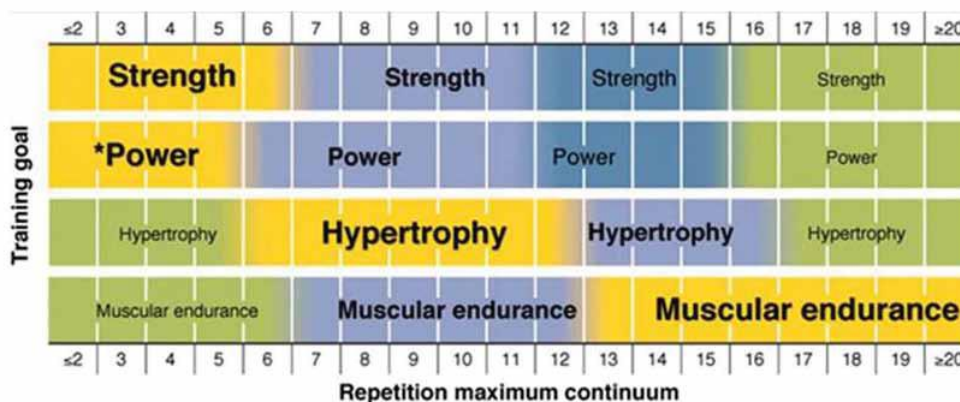 ≤2 3 4 5 6 7 8 9 10 11 12 13 14 15 16 17 18 19 ≥20
Training goal
Strength Strength Strength Strength
*Power Power Power Power
Hypertrophy Hypertrophy Hypertrophy Hypertrophy
Muscular endurance Muscular endurance Muscular endurance
≤2 3 4 5 6 7 8 9 10 11 12 13 14 15 16 17 18 19 ≥20
Repetition maximum continuum